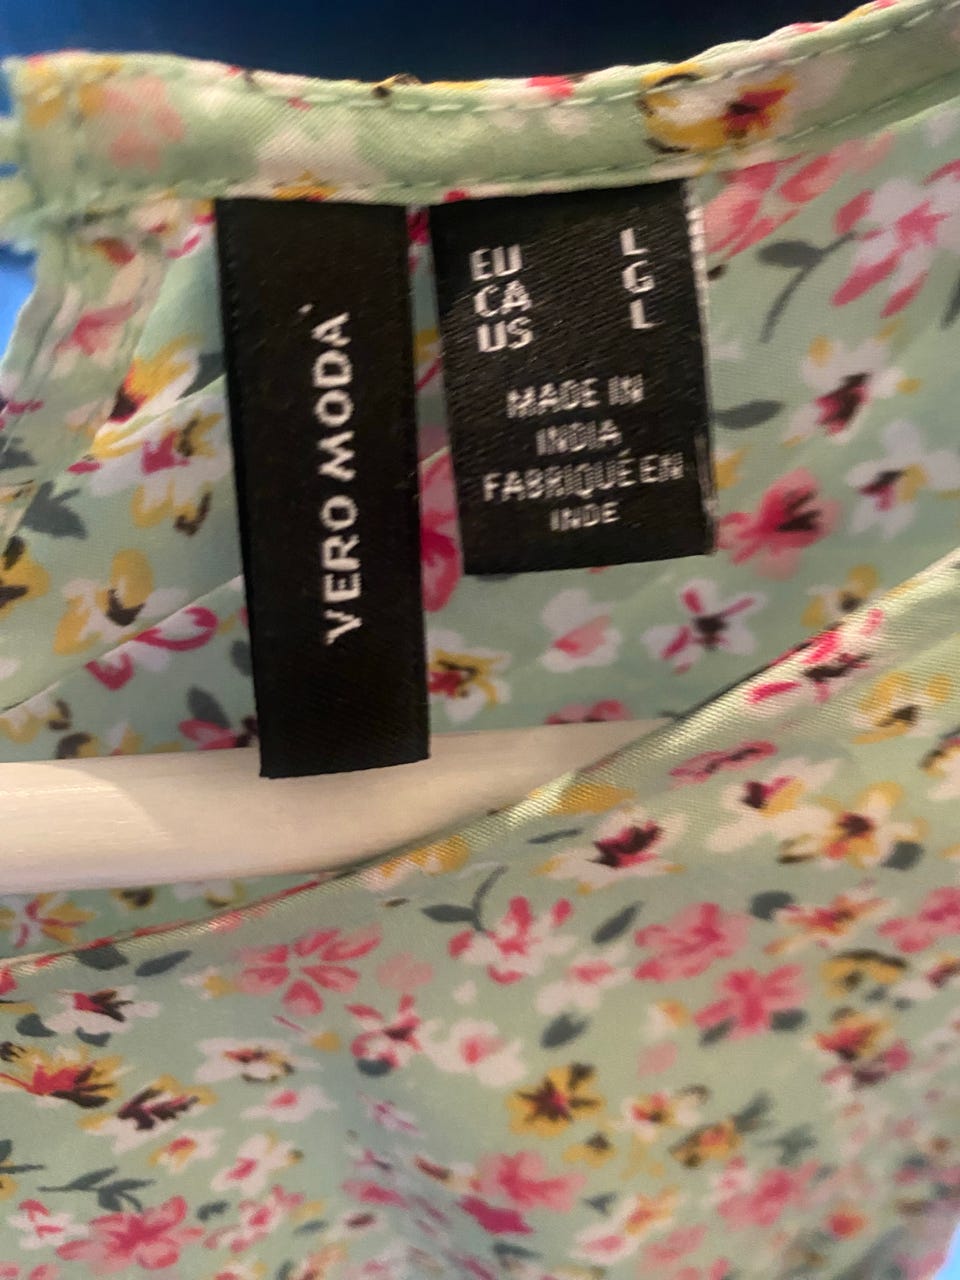 VERO MODA
EU L
CA G
US L
MADE IN
INDIA
FABRIQUÉ EN
INDE